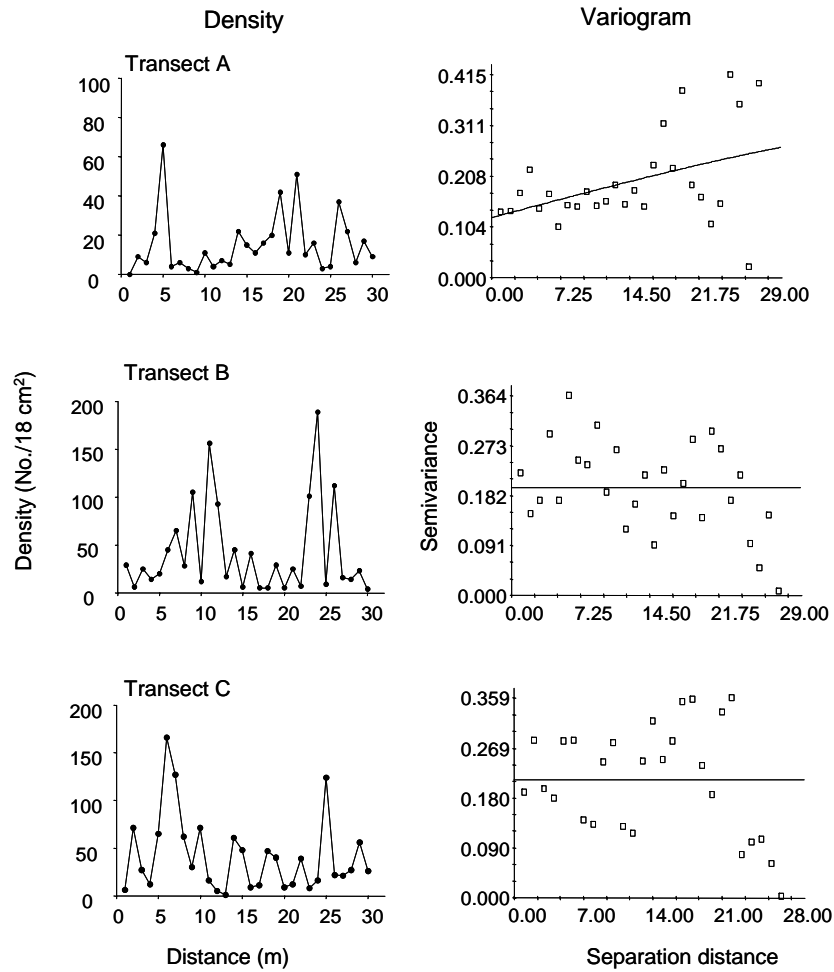 Density
Variogram
Transect A
100
80
60
40
20
0
0 5 10 15 20 25 30
0.415
0.311
0.208
0.104
0.000
0.00 7.25 14.50 21.75 29.00
Density (No./18 cm²)
Transect B
200
100
50
0
0 5 10 15 20 25 30
Semivariance
0.364
0.273
0.182
0.091
0.000
0.00 7.25 14.50 21.75 29.00
Transect C
200
150
100
50
0
0 5 10 15 20 25 30
Distance (m)
0.359
0.269
0.180
0.090
0.000
0.00 7.00 14.00 21.00 28.00
Separation distance